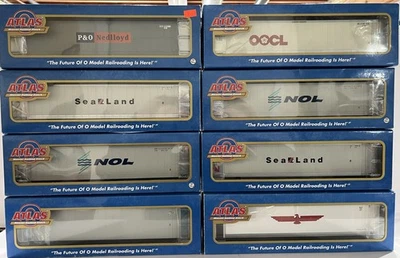 ATLAS
P&O Nedlloyd
"The Future Of O Model Railroading Is Here!"
ATLAS
OOCL
"The Future Of O Model Railroading Is Here!"
ATLAS
Sea Land
"The Future Of O Model Railroading Is Here!"
ATLAS
NOL
"The Future Of O Model Railroading Is Here!"
ATLAS
NOL
"The Future Of O Model Railroading Is Here!"
ATLAS
Sea Land
"The Future Of O Model Railroading Is Here!"
ATLAS
"The Future Of O Model Railroading Is Here!"
ATLAS
"The Future Of O Model Railroading Is Here!"